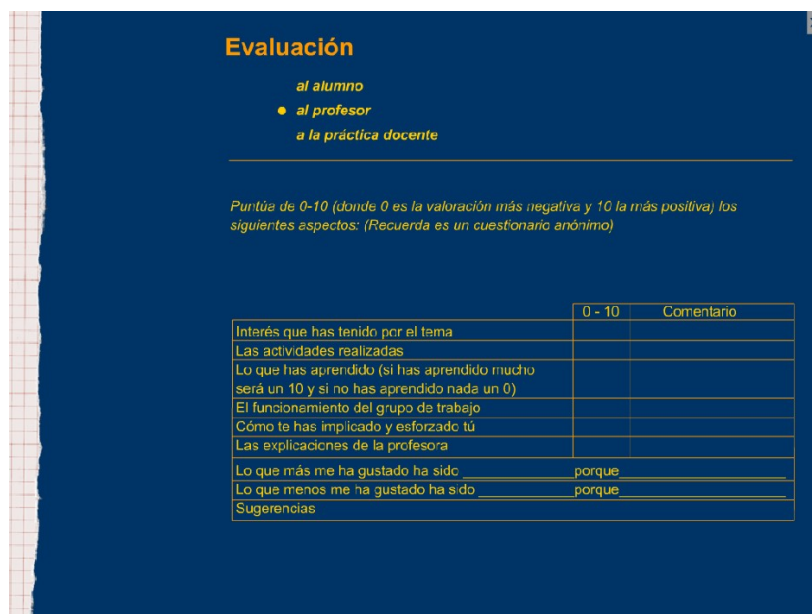 Evaluación
al alumno
● al profesor
a la práctica docente
Puntúa de 0-10 (donde 0 es la valoración más negativa y 10 la más positiva) los
siguientes aspectos: (Recuerda es un cuestionario anónimo)
0 - 10 Comentario
Interés que has tenido por el tema
Las actividades realizadas
Lo que has aprendido (si has aprendido mucho
será un 10 y si no has aprendido nada un 0)
El funcionamiento del grupo de trabajo
Cómo te has implicado y esforzado tú
Las explicaciones de la profesora
Lo que más me ha gustado ha sido ______________porque_____________________
Lo que menos me ha gustado ha sido ____________porque_____________________
Sugerencias